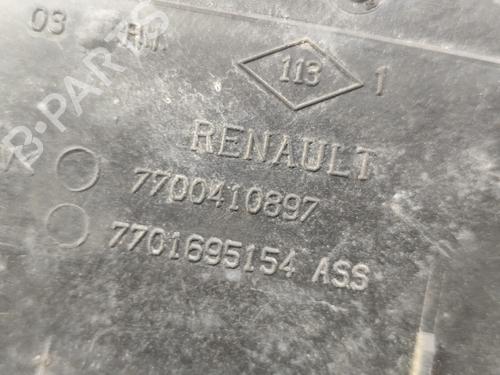 03
113 1
RENAULT
7700410897
7701695154 ASS
B-PARTS